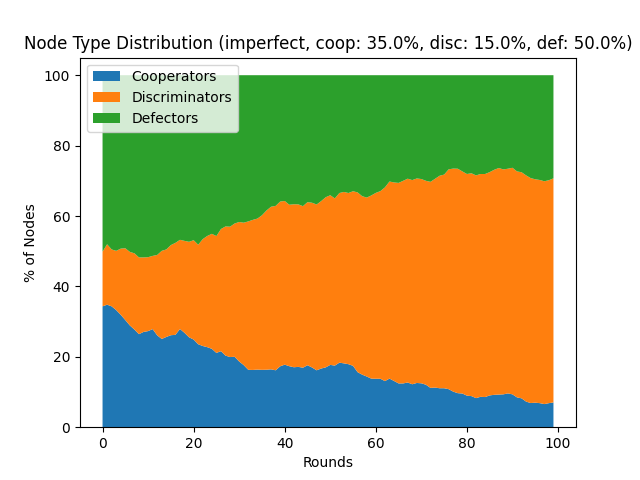 Node Type Distribution (imperfect, coop: 35.0%, disc: 15.0%, def: 50.0%)
Cooperators
Discriminators
Defectors
100
80
60
40
20
0
% of Nodes
0 20 40 60 80 100
Rounds